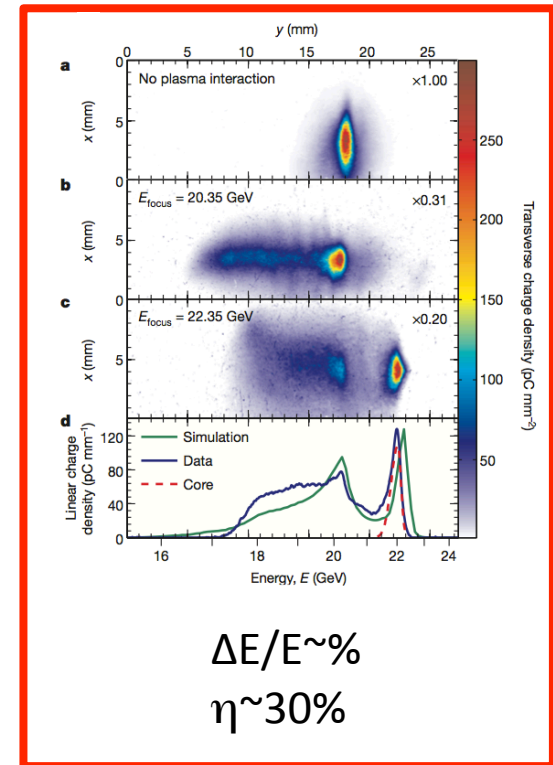 y (mm)
0 5 10 15 20 25
a
No plasma interaction ×1.00
x (mm)
0
5
b
E focus = 20.35 GeV ×0.31
x (mm)
0
5
c
E focus = 22.35 GeV ×0.20
x (mm)
0
5
250
200
150
100
50
Transverse charge density (pC mm⁻²)
d
Simulation
Data
Core
Linear charge
density (pC mm⁻¹)
120
80
40
0
16 18 20 22 24
Energy, E (GeV)
ΔE/E~%
η~30%